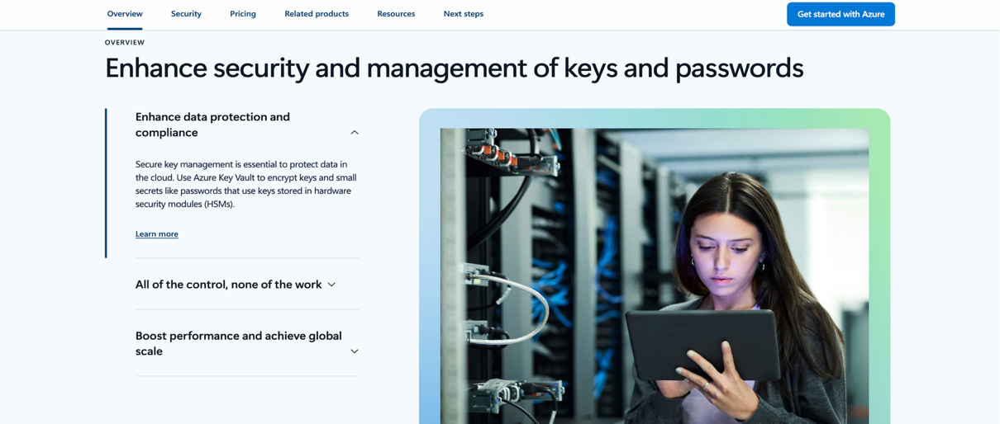 Overview Security Pricing Related products Resources Next steps Get started with Azure
OVERVIEW
Enhance security and management of keys and passwords
Enhance data protection and
compliance
Secure key management is essential to protect data in
the cloud. Use Azure Key Vault to encrypt keys and small
secrets like passwords that use keys stored in hardware
security modules (HSMs).
Learn more
All of the control, none of the work
Boost performance and achieve global
scale